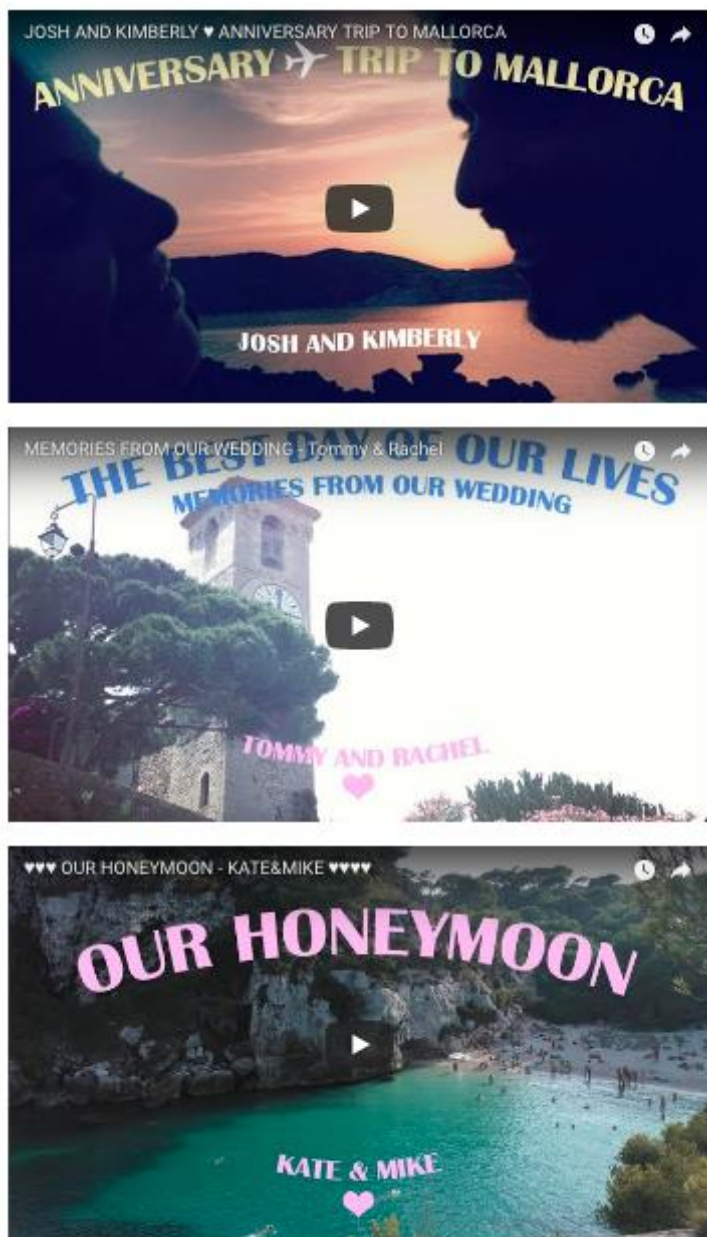 JOSH AND KIMBERLY ♥ ANNIVERSARY TRIP TO MALLORCA
ANNIVERSARY ✈ TRIP TO MALLORCA
JOSH AND KIMBERLY
MEMORIES FROM OUR WEDDING - Tommy & Rachel
THE BEST DAY OF OUR LIVES
MEMORIES FROM OUR WEDDING
TOMMY AND RACHEL
♥♥♥ OUR HONEYMOON - KATE&MIKE ♥♥♥♥
OUR HONEYMOON
KATE & MIKE